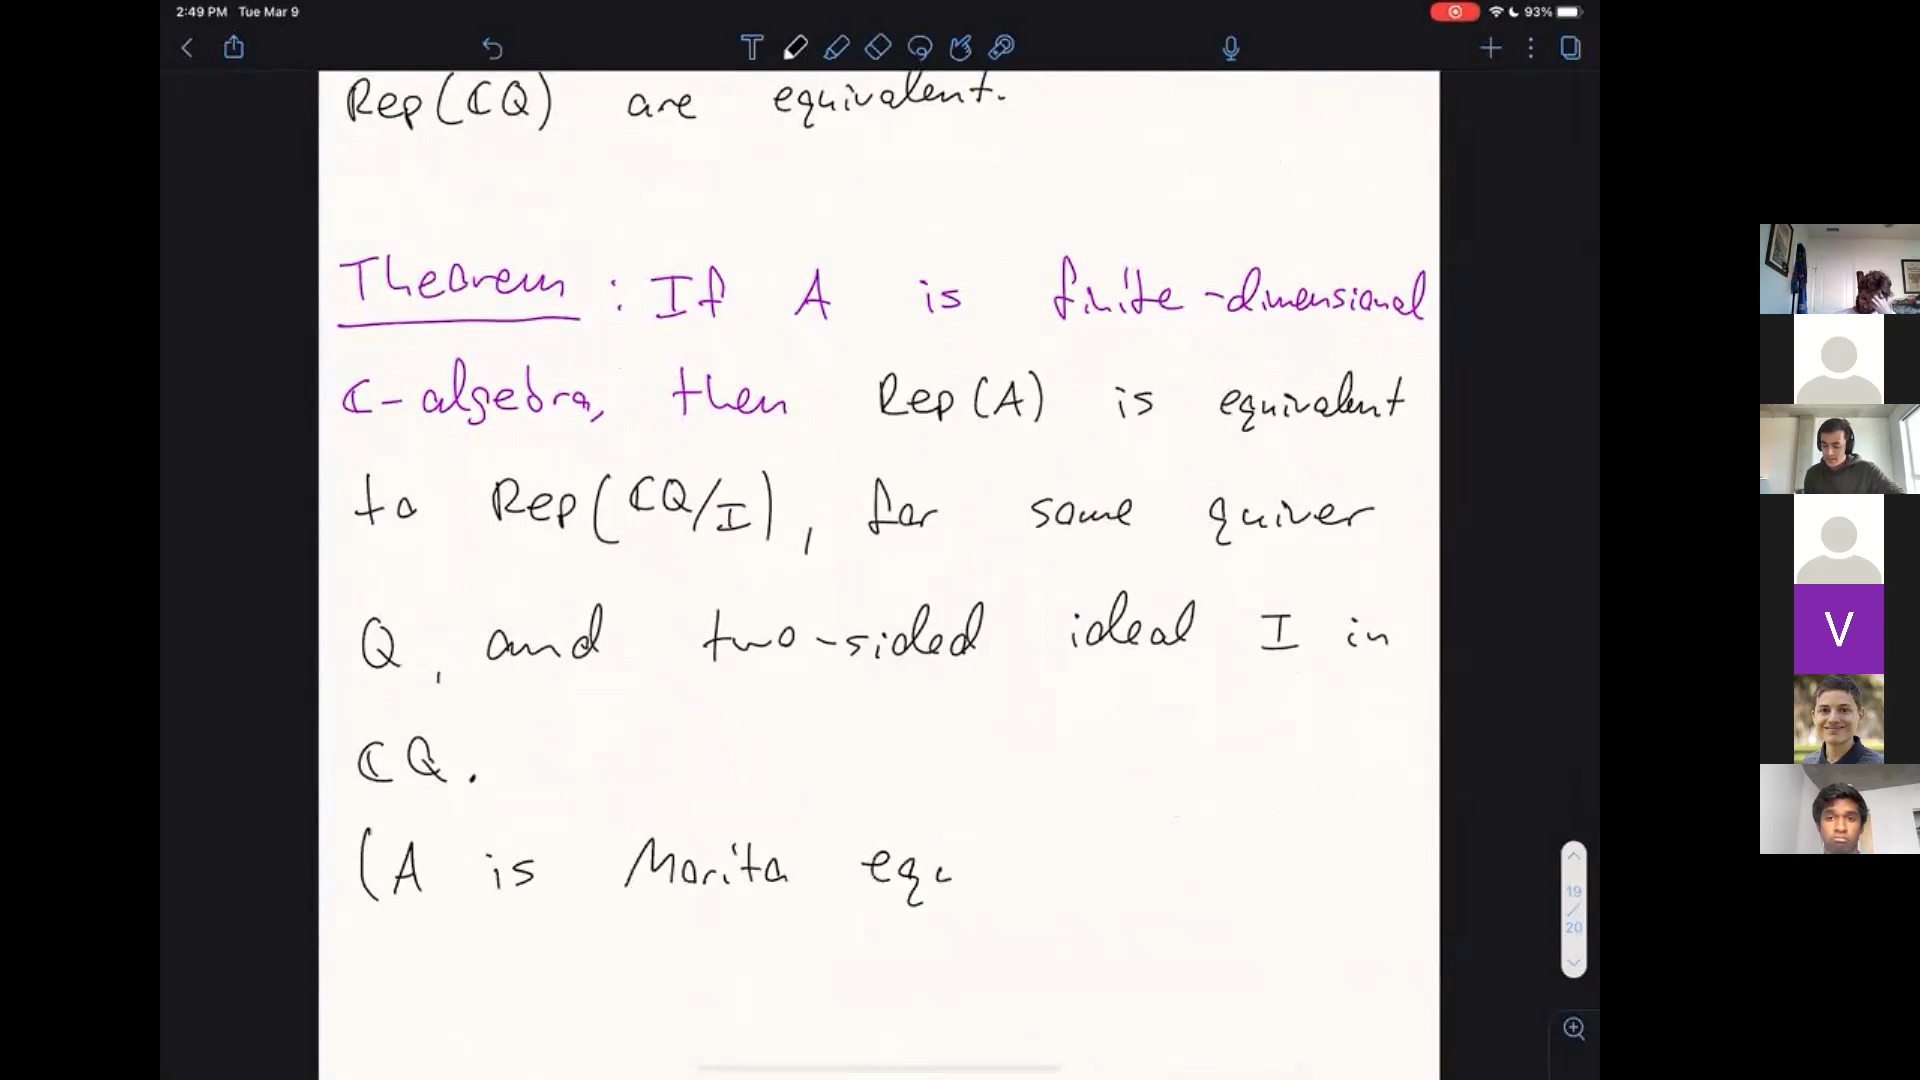 2:49 PM Tue Mar 9
93%
Rep(ℂQ) are equivalent.
Theorem : If A is finite-dimensional
ℂ-algebra, then Rep(A) is equivalent
to Rep(ℂQ/I), for some quiver
Q, and two-sided ideal I in
ℂQ.
(A is Morita equ
V
19
/
20